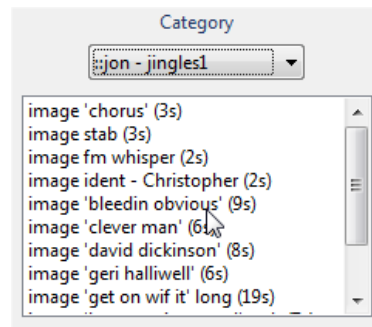 Category
::jon - jingles1
image 'chorus' (3s)
image stab (3s)
image fm whisper (2s)
image ident - Christopher (2s)
image 'bleedin obvious' (9s)
image 'clever man' (6s)
image 'david dickinson' (8s)
image 'geri halliwell' (6s)
image 'get on wif it' long (19s)